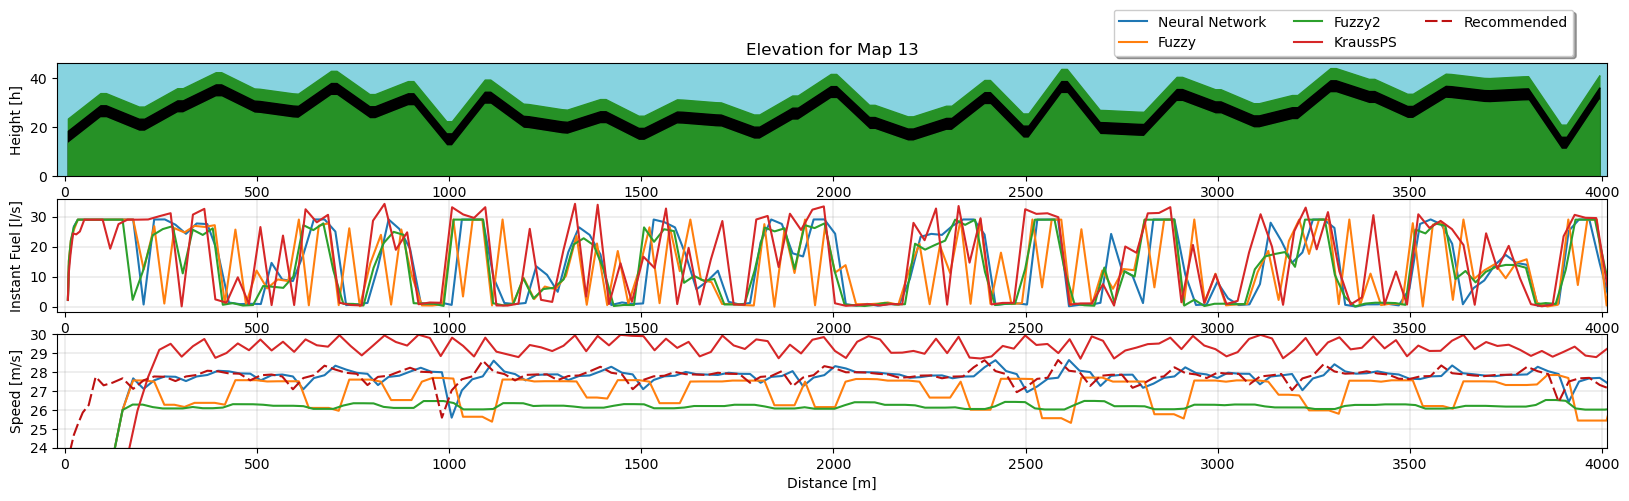 Neural Network Fuzzy2 Recommended
Fuzzy KraussPS
Elevation for Map 13
Height [h]
40
20
0
0 500 1000 1500 2000 2500 3000 3500 4000
Instant Fuel [l/s]
30
20
10
0
0 500 1000 1500 2000 2500 3000 3500 4000
Speed [m/s]
30
29
28
27
26
25
24
0 500 1000 1500 2000 2500 3000 3500 4000
Distance [m]